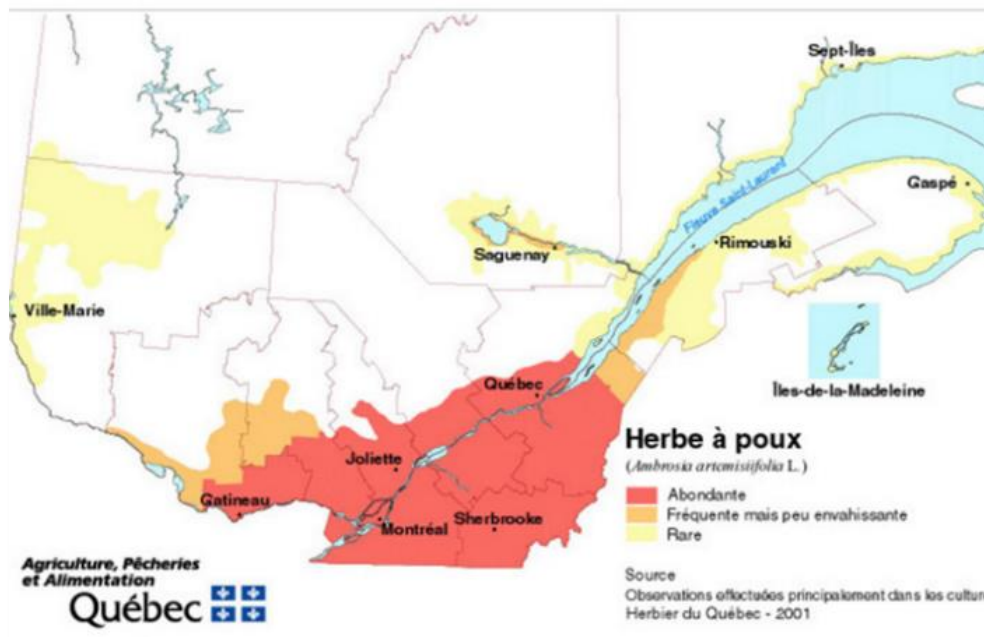 Sept-Îles
Fleuve Saint-Laurent
Gaspé
Rimouski
Saguenay
Ville-Marie
Îles-de-la-Madeleine
Québec
Joliette
Gatineau
Montréal
Sherbrooke
Herbe à poux
(Ambrosia artemisiifolia L.)
Abondante
Fréquente mais peu envahissante
Rare
Source
Observations effectuées principalement dans les culture
Herbier du Québec - 2001
Agriculture, Pêcheries
et Alimentation
Québec